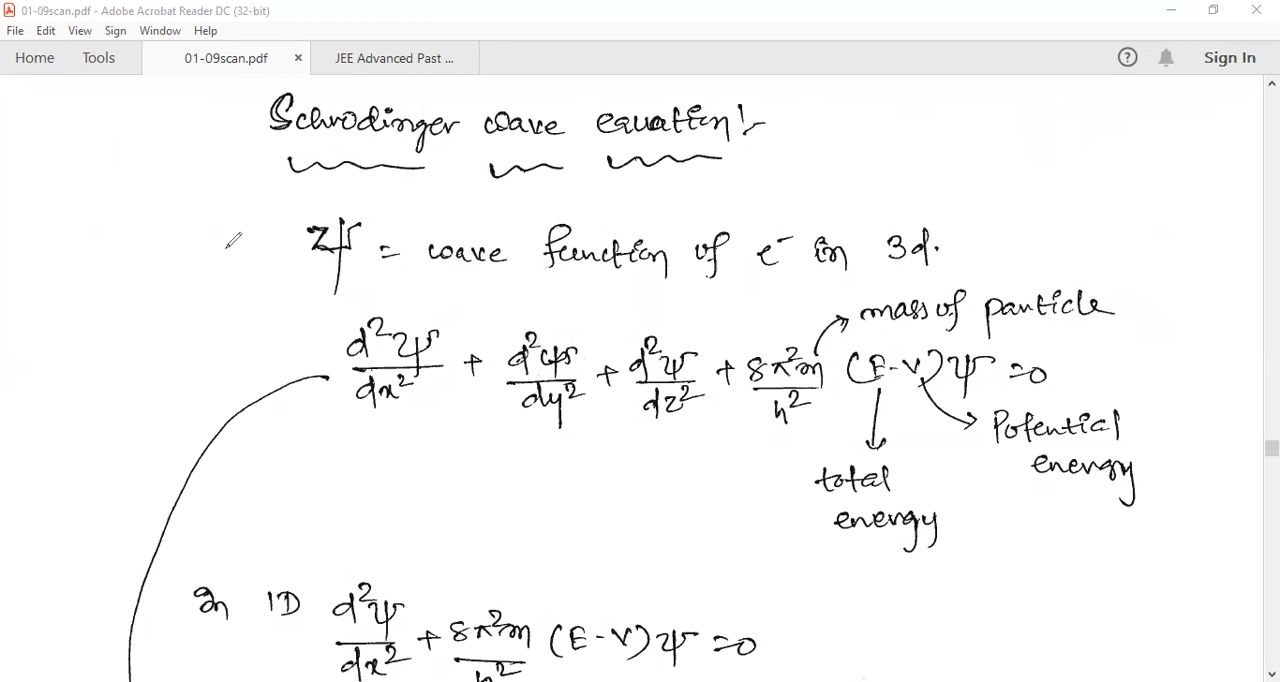 01-09scan.pdf - Adobe Acrobat Reader DC (32-bit)
File Edit View Sign Window Help
Home Tools 01-09scan.pdf × JEE Advanced Past ... Sign In
Schrodinger wave equation:-
ψ = wave function of e⁻ in 3d.
mass of particle
d²ψ/dx² + d²ψ/dy² + d²ψ/dz² + 8π²m/h² (E-V)ψ = 0
Potential
energy
total
energy
In 1D d²ψ/dx² + 8π²m/h² (E-V)ψ = 0